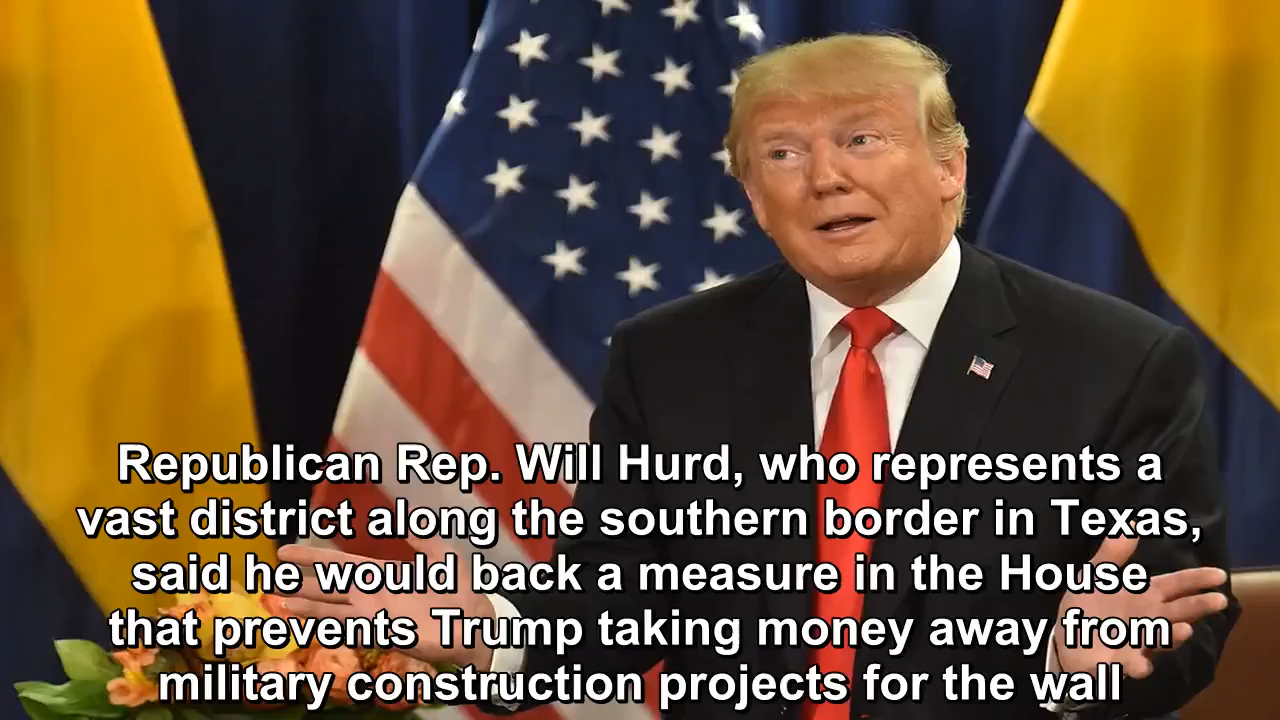 Republican Rep. Will Hurd, who represents a
vast district along the southern border in Texas,
said he would back a measure in the House
that prevents Trump taking money away from
military construction projects for the wall